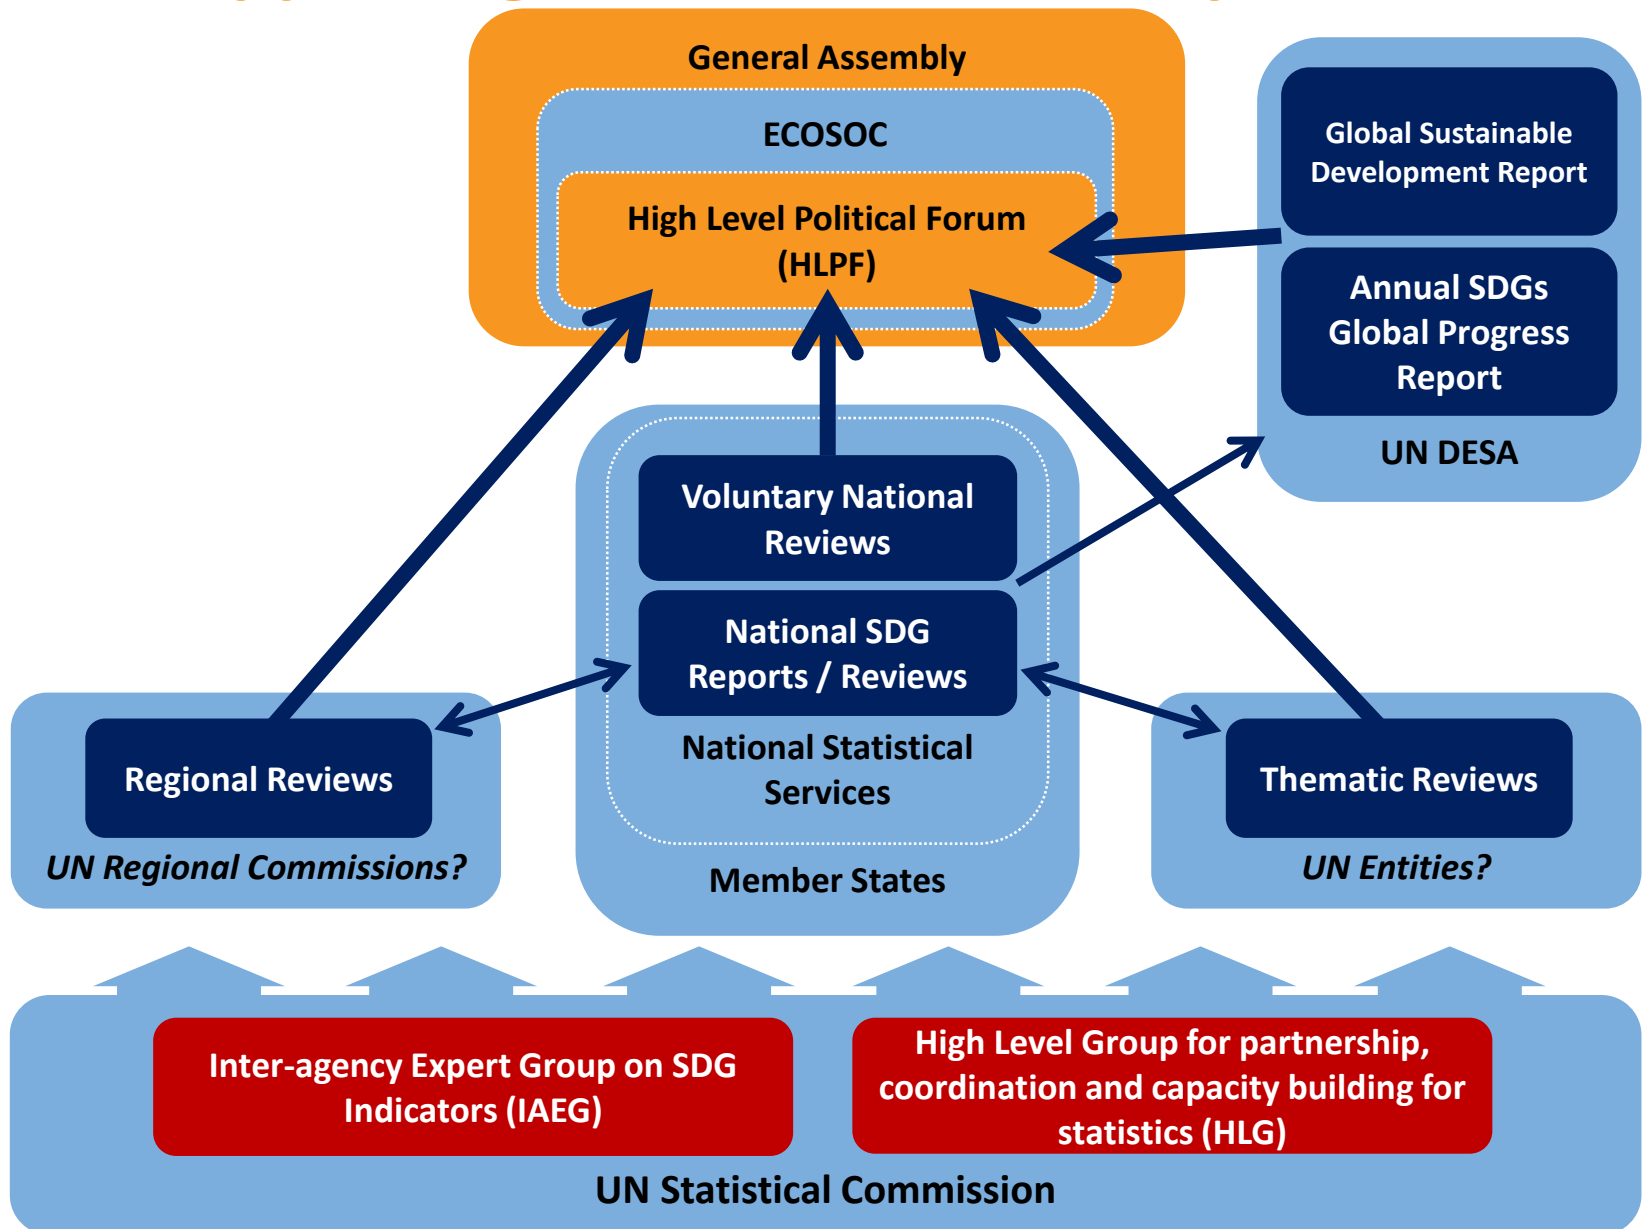 General Assembly
ECOSOC
High Level Political Forum
(HLPF)
Global Sustainable
Development Report
Annual SDGs
Global Progress
Report
UN DESA
Voluntary National
Reviews
National SDG
Reports / Reviews
National Statistical
Services
Member States
Regional Reviews
UN Regional Commissions?
Thematic Reviews
UN Entities?
Inter-agency Expert Group on SDG
Indicators (IAEG)
High Level Group for partnership,
coordination and capacity building for
statistics (HLG)
UN Statistical Commission